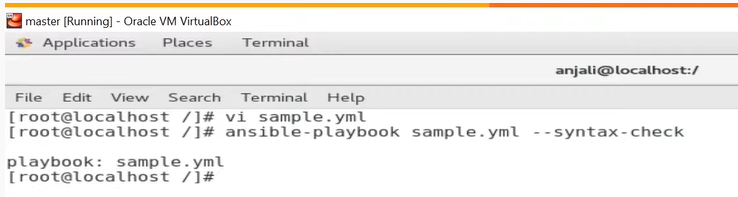 master [Running] - Oracle VM VirtualBox
Applications Places Terminal
anjali@localhost:/
File Edit View Search Terminal Help
[root@localhost /]# vi sample.yml
[root@localhost /]# ansible-playbook sample.yml --syntax-check
playbook: sample.yml
[root@localhost /]#